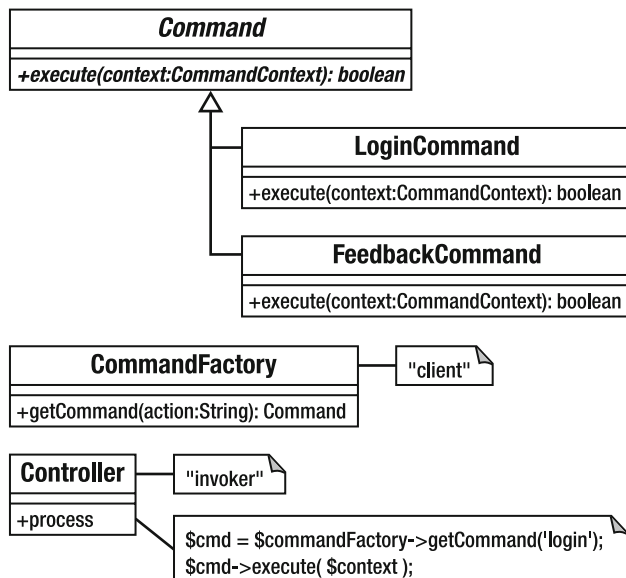 Command
+execute(context:CommandContext): boolean
LoginCommand
+execute(context:CommandContext): boolean
FeedbackCommand
+execute(context:CommandContext): boolean
CommandFactory
+getCommand(action:String): Command
"client"
Controller
+process
"invoker"
$cmd = $commandFactory->getCommand('login');
$cmd->execute( $context );